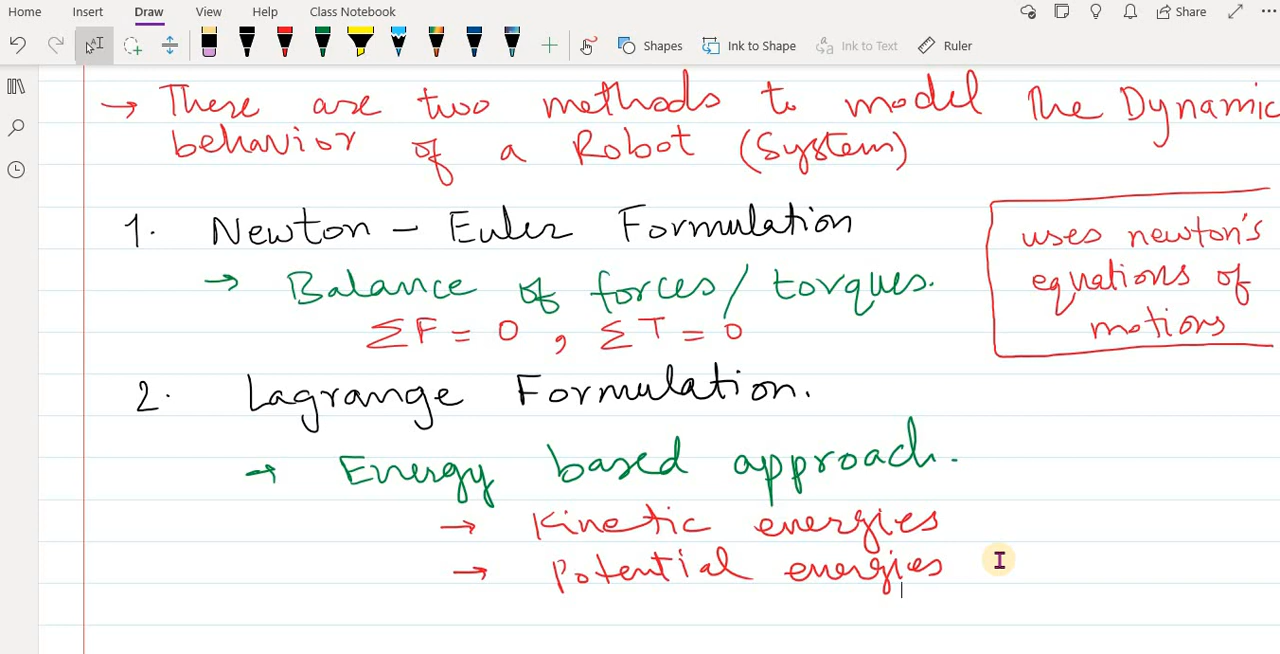 Home Insert Draw View Help Class Notebook Share
Shapes Ink to Shape Ink to Text Ruler
→ There are two methods to model the Dynamic
behavior of a Robot (System)
1. Newton - Euler Formulation
→ Balance of forces/torques.
ΣF = 0 , ΣT = 0
uses newton's
equations of
motions
2. Lagrange Formulation.
→ Energy based approach.
→ Kinetic energies
→ Potential energies